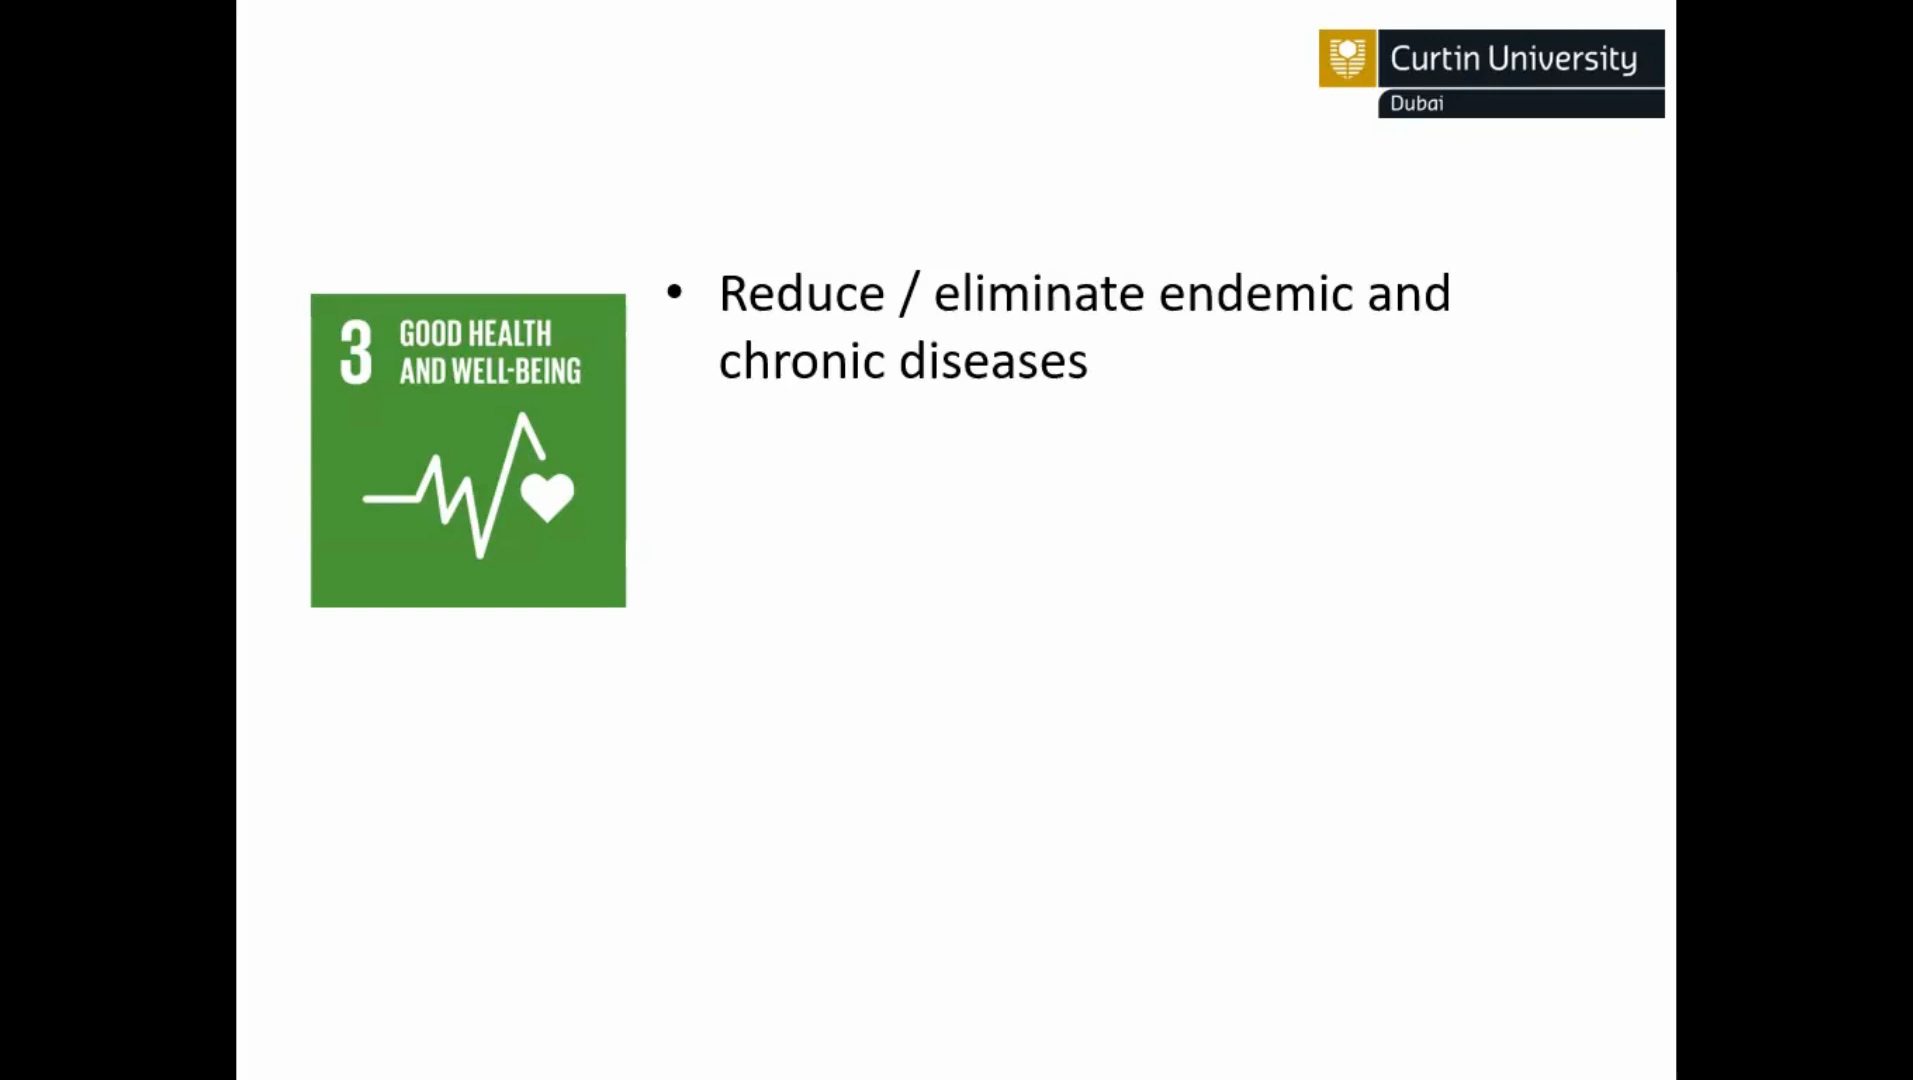 Curtin University
Dubai
• Reduce / eliminate endemic and
chronic diseases
3 GOOD HEALTH
AND WELL-BEING